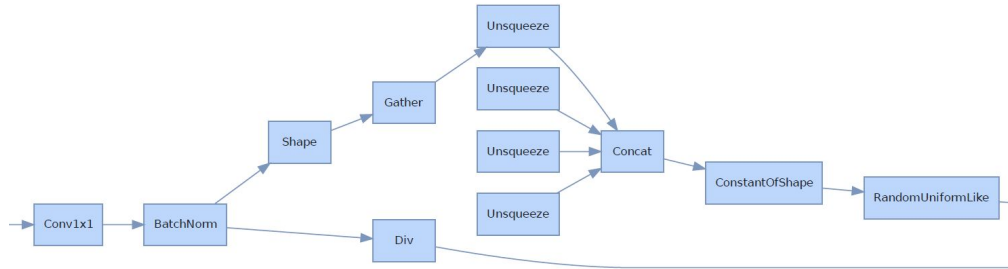 Unsqueeze
Unsqueeze
Gather
Shape
Unsqueeze
Concat
ConstantOfShape
RandomUniformLike
Unsqueeze
Conv1x1
BatchNorm
Div